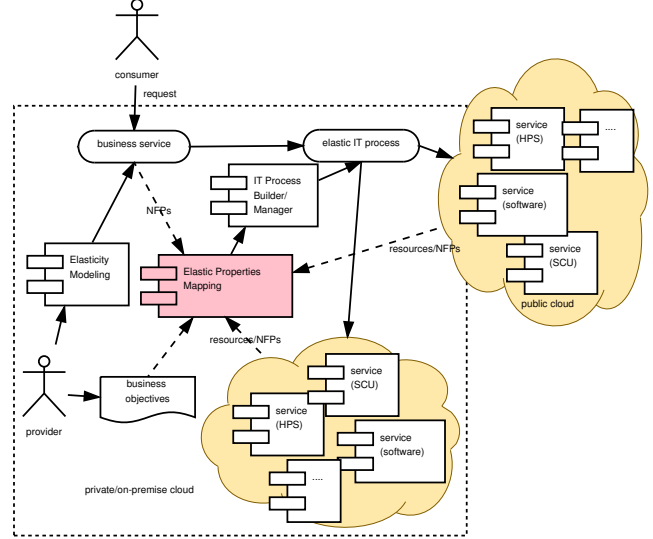 consumer
request
business service
elastic IT process
service
(HPS)
....
IT Process
Builder/
Manager
service
(software)
NFPs
resources/NFPs
service
(SCU)
public cloud
Elasticity
Modeling
Elastic Properties
Mapping
resources/NFPs
provider
business
objectives
service
(SCU)
service
(HPS)
service
(software)
....
private/on-premise cloud